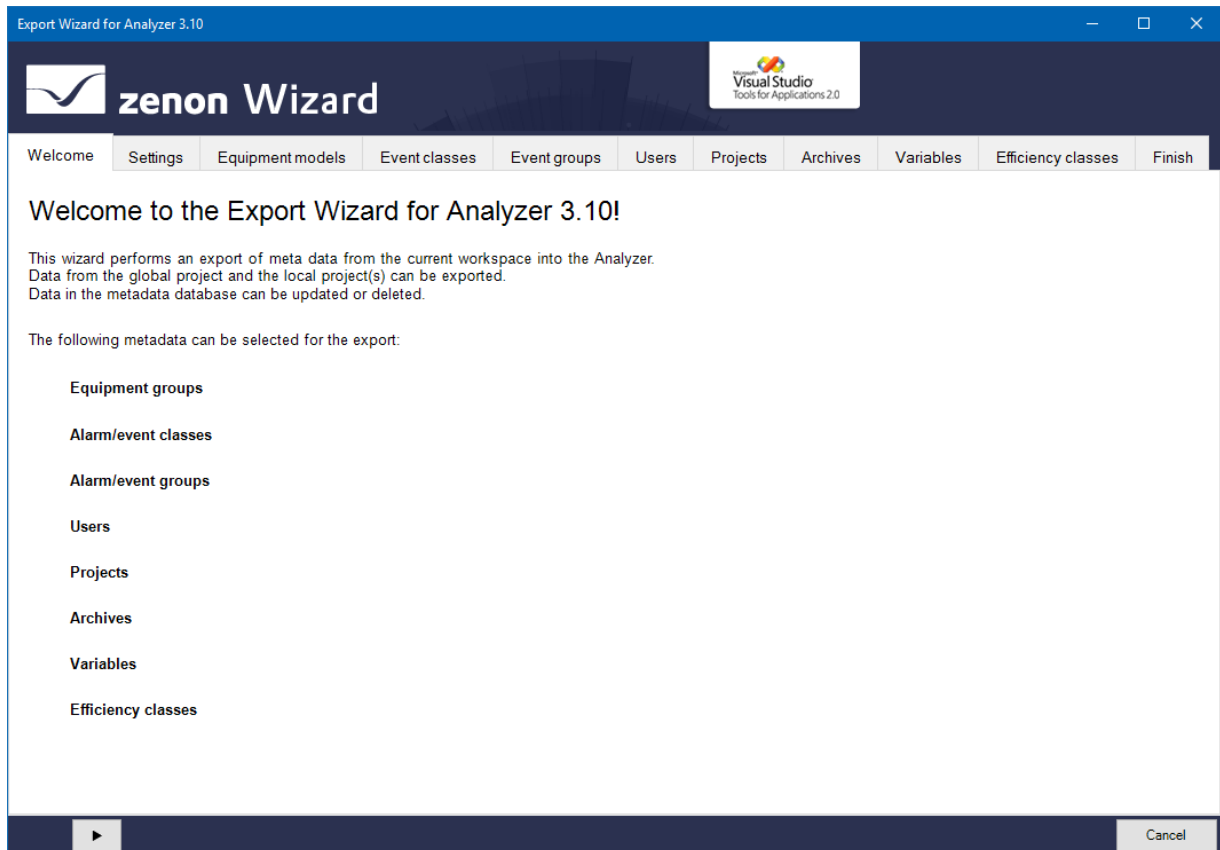 Export Wizard for Analyzer 3.10
zenon Wizard
Microsoft
Visual Studio
Tools for Applications 2.0
Welcome
Settings
Equipment models
Event classes
Event groups
Users
Projects
Archives
Variables
Efficiency classes
Finish
Welcome to the Export Wizard for Analyzer 3.10!
This wizard performs an export of meta data from the current workspace into the Analyzer.
Data from the global project and the local project(s) can be exported.
Data in the metadata database can be updated or deleted.
The following metadata can be selected for the export:
Equipment groups
Alarm/event classes
Alarm/event groups
Users
Projects
Archives
Variables
Efficiency classes
Cancel